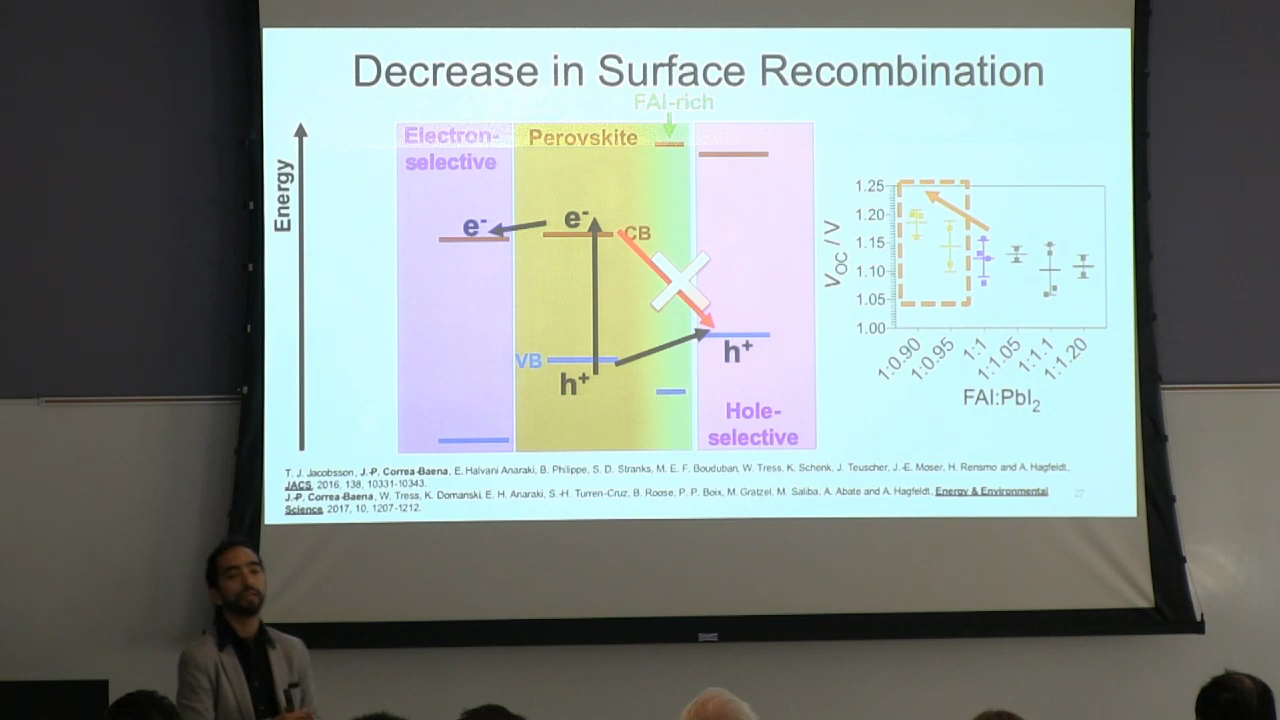 Decrease in Surface Recombination
FAI-rich
Electron-
selective
Perovskite
Energy
e-
e-
CB
VB
h+
h+
Hole-
selective
VOC / V
1.25
1.20
1.15
1.10
1.05
1.00
1:0.90
1:0.95
1:1
1:1.05
1:1.1
1:1.20
FAI:PbI2
T. J. Jacobsson, J.-P. Correa-Baena, E. Halvani Anaraki, B. Philippe, S. D. Stranks, M. E. F. Bouduban, W. Tress, K. Schenk, J. Teuscher, J.-E. Moser, H. Rensmo and A. Hagfeldt,
JACS, 2016, 138, 10331-10343.
J.-P. Correa-Baena, W. Tress, K. Domanski, E. H. Anaraki, S.-H. Turren-Cruz, B. Roose, P. P. Boix, M. Gratzel, M. Saliba, A. Abate and A. Hagfeldt, Energy & Environmental
Science, 2017, 10, 1207-1212.
27